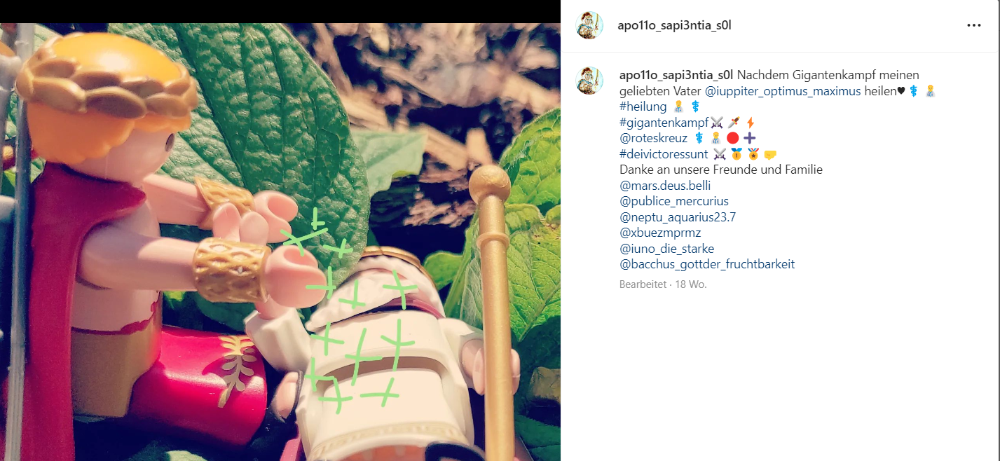 apo11o_sapi3ntia_s0l
apo11o_sapi3ntia_s0l Nachdem Gigantenkampf meinen
geliebten Vater @iuppiter_optimus_maximus heilen♥
#heilung
#gigantenkampf⚔🗡⚡
@roteskreuz 🔴➕
#deivictoressunt ⚔🥇🏅🤛
Danke an unsere Freunde und Familie
@mars.deus.belli
@publice_mercurius
@neptu_aquarius23.7
@xbuezmprmz
@iuno_die_starke
@bacchus_gottder_fruchtbarkeit
Bearbeitet · 18 Wo.